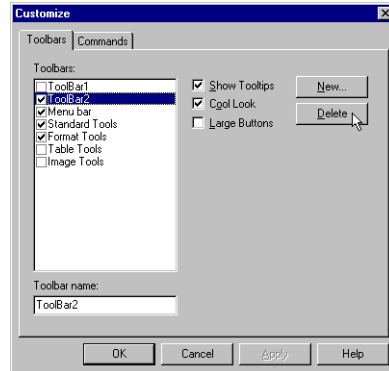 Customize
Toolbars Commands
Toolbars:
ToolBar1
ToolBar2
Menu bar
Standard Tools
Format Tools
Table Tools
Image Tools
Show Tooltips
Cool Look
Large Buttons
New...
Delete
Toolbar name:
ToolBar2
OK Cancel Apply Help